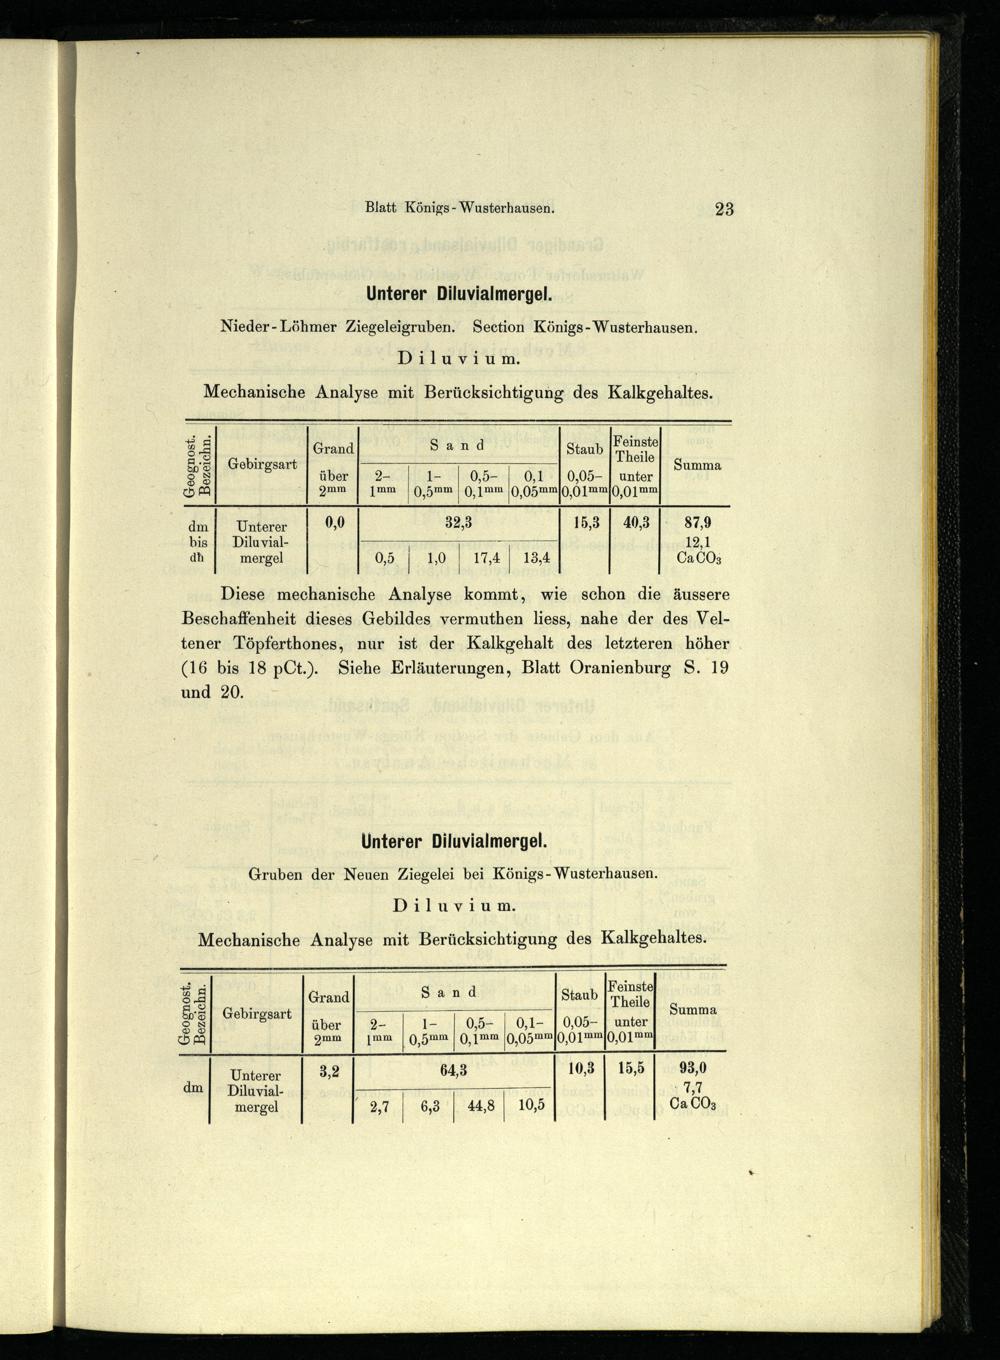 Blatt Königs-Wusterhausen. 23
Unterer Diluvialmergel.
Nieder-Löhmer Ziegeleigruben. Section Königs-Wusterhausen.
Diluvium.
Mechanische Analyse mit Berücksichtigung des Kalkgehaltes.
Geognost. Bezeichn. Gebirgsart Grand über 2mm Sand Staub 0,05–0,01mm Feinste Theile unter 0,01mm Summa
2–1mm 1–0,5mm 0,5–0,1mm 0,1 0,05mm
dm bis dh Unterer Diluvial-mergel 0,0 32,3 15,3 40,3 87,9
0,5 1,0 17,4 13,4 12,1 CaCO3
Diese mechanische Analyse kommt, wie schon die äussere
Beschaffenheit dieses Gebildes vermuthen liess, nahe der des Vel-
tener Töpferthones, nur ist der Kalkgehalt des letzteren höher
(16 bis 18 pCt.). Siehe Erläuterungen, Blatt Oranienburg S. 19
und 20.
Unterer Diluvialmergel.
Gruben der Neuen Ziegelei bei Königs-Wusterhausen.
Diluvium.
Mechanische Analyse mit Berücksichtigung des Kalkgehaltes.
Geognost. Bezeichn. Gebirgsart Grand über 2mm Sand Staub 0,05–0,01mm Feinste Theile unter 0,01mm Summa
2–1mm 1–0,5mm 0,5–0,1mm 0,1–0,05mm
dm Unterer Diluvial-mergel 3,2 64,3 10,3 15,5 93,0
2,7 6,3 44,8 10,5 7,7 CaCO3